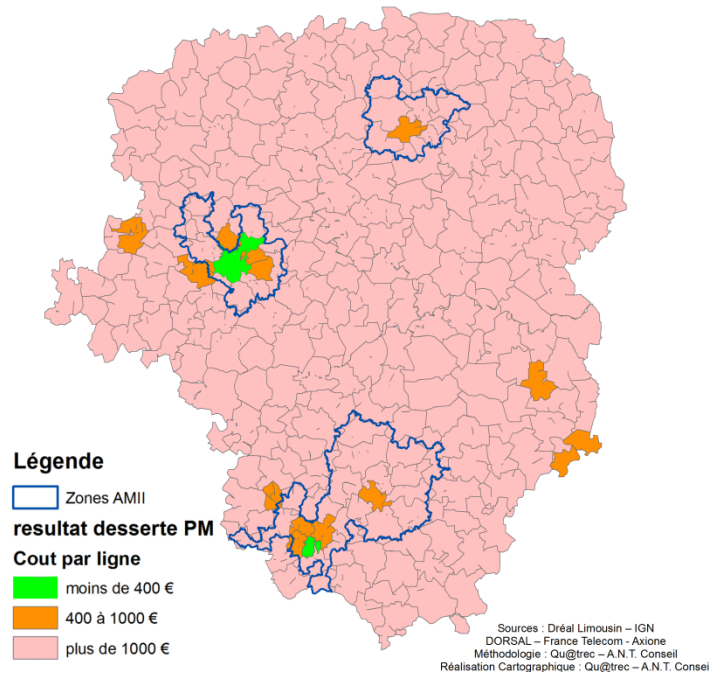 Légende
Zones AMII
resultat desserte PM
Cout par ligne
moins de 400 €
400 à 1000 €
plus de 1000 €
Sources : Dréal Limousin – IGN
DORSAL – France Telecom - Axione
Méthodologie : Qu@trec – A.N.T. Conseil
Réalisation Cartographique : Qu@trec – A.N.T. Consei